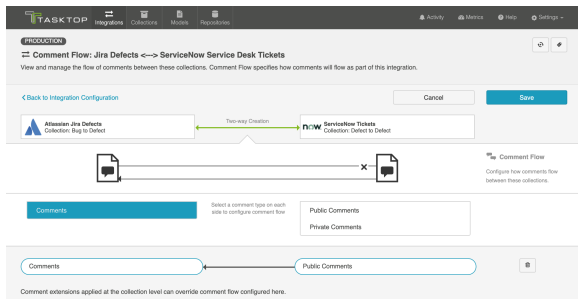 TASKTOP
Integrations
Collections
Models
Repositories
Activity
Metrics
Help
Settings
PRODUCTION
Comment Flow: Jira Defects <---> ServiceNow Service Desk Tickets
View and manage the flow of comments between these collections. Comment Flow specifies how comments will flow as part of this integration.
Back to Integration Configuration
Cancel
Save
Atlassian Jira Defects
Collection: Bug to Defect
Two-way Creation
now.
ServiceNow Tickets
Collection: Defect to Defect
Comment Flow
Configure how comments flow
between these collections.
Comments
Select a comment type on each
side to configure comment flow
Public Comments
Private Comments
Comments
Public Comments
Comment extensions applied at the collection level can override comment flow configured here.